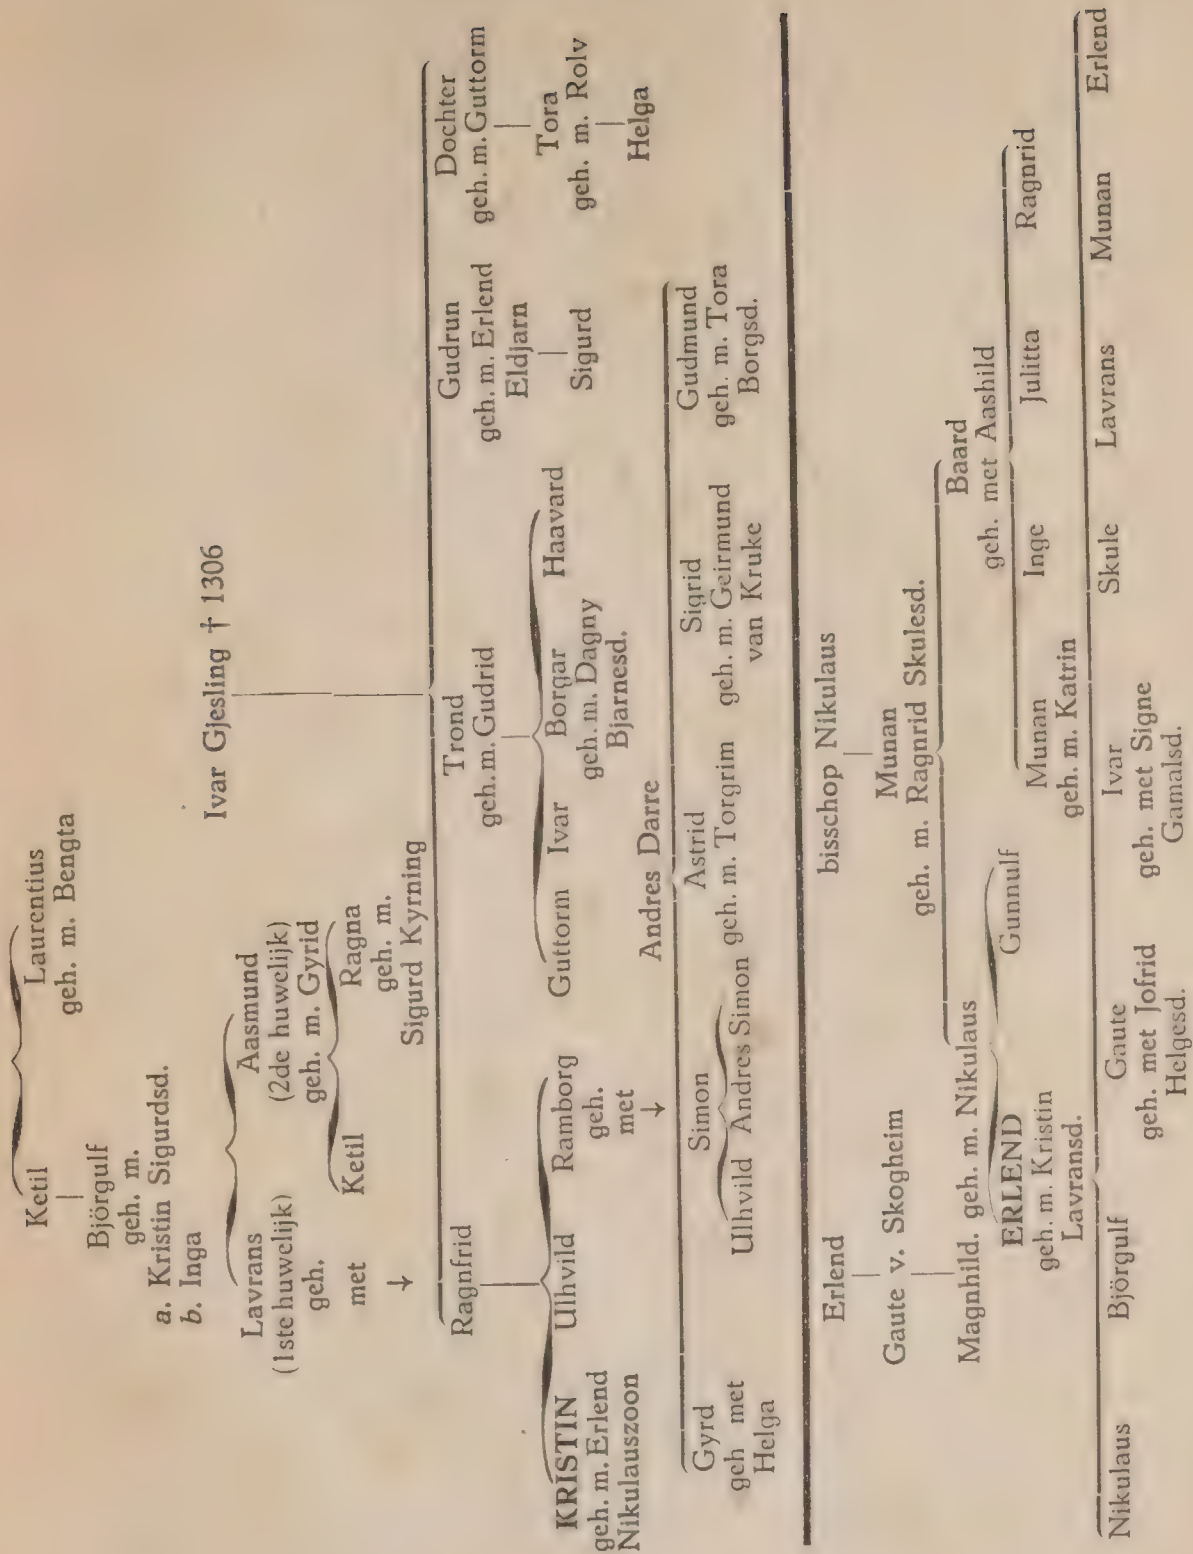 Ketil
Laurentius
geh. m. Bengta
Björgulf
geh. m.
a. Kristin Sigurdsd.
b. Inga
Lavrans
(1ste huwelijk)
geh.
met
↓
Aasmund
(2de huwelijk)
geh. m. Gyrid
Ketil
Ragna
geh. m.
Sigurd Kyrning
Ivar Gjesling † 1306
Ragnfrid
Trond
geh. m. Gudrid
Gudrun
geh. m. Erlend
Eldjarn
Dochter
geh. m. Guttorm
Sigurd
Tora
geh. m. Rolv
Helga
KRISTIN
geh. m. Erlend
Nikulauszoon
Ulhvild
Ramborg
geh.
met
↓
Guttorm
Ivar
Borgar
geh. m. Dagny
Bjarnesd.
Haavard
Andres Darre
Gyrd
geh met
Helga
Simon
Astrid
geh. m. Torgrim
Sigrid
geh. m. Geirmund
van Kruke
Gudmund
geh. m. Tora
Borgsd.
Ulhvild
Andres Simon
Erlend
Gaute v. Skogheim
Magnhild. geh. m. Nikulaus
bisschop Nikulaus
Munan
geh. m. Ragnrid Skulesd.
Baard
geh. met Aashild
ERLEND
geh. m. Kristin
Lavransd.
Gunnulf
Munan
geh. m. Katrin
Inge
Julitta
Ragnrid
Nikulaus
Björgulf
Gaute
geh. met Jofrid
Helgesd.
Ivar
geh. met Signe
Gamalsd.
Skule
Lavrans
Munan
Erlend